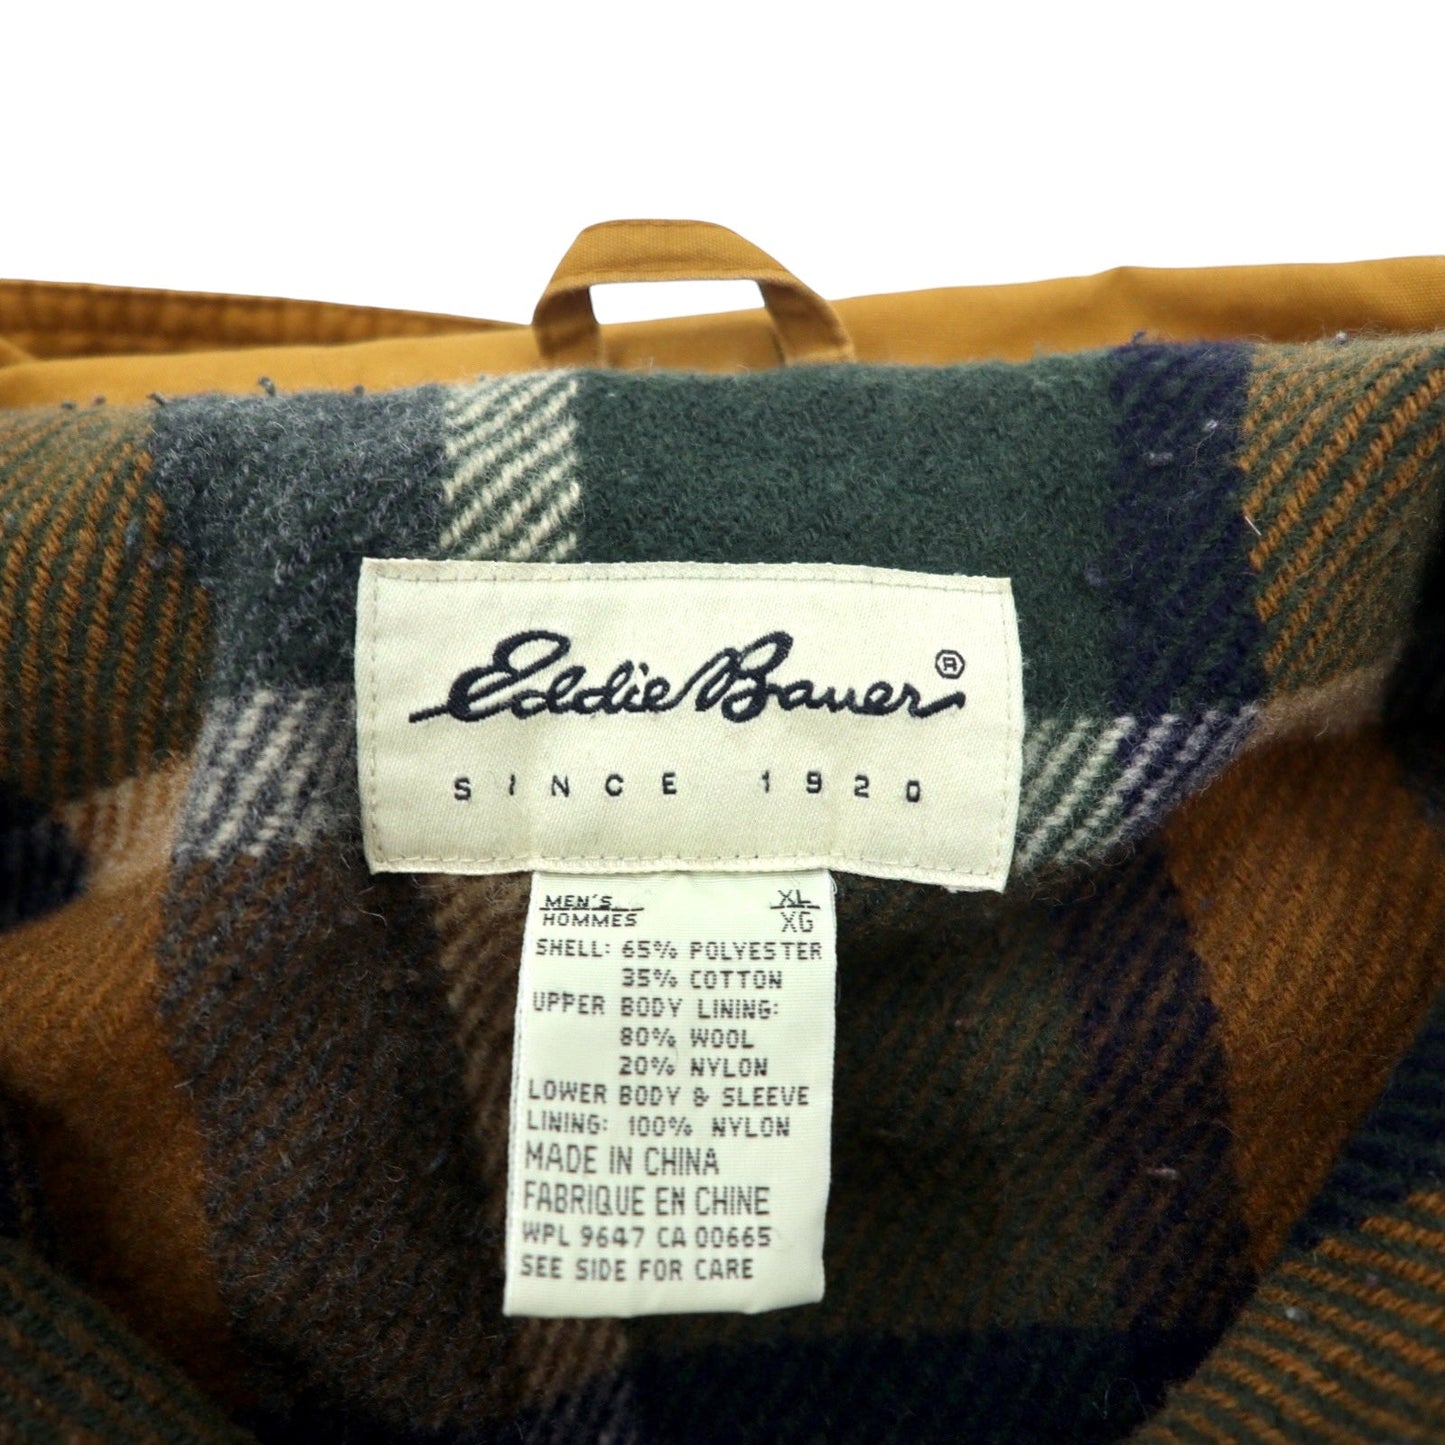 Eddie Bauer®
SINCE 1920
MEN'S XL
HOMMES XG
SHELL: 65% POLYESTER
35% COTTON
UPPER BODY LINING:
80% WOOL
20% NYLON
LOWER BODY & SLEEVE
LINING: 100% NYLON
MADE IN CHINA
FABRIQUE EN CHINE
WPL 9647 CA 00665
SEE SIDE FOR CARE